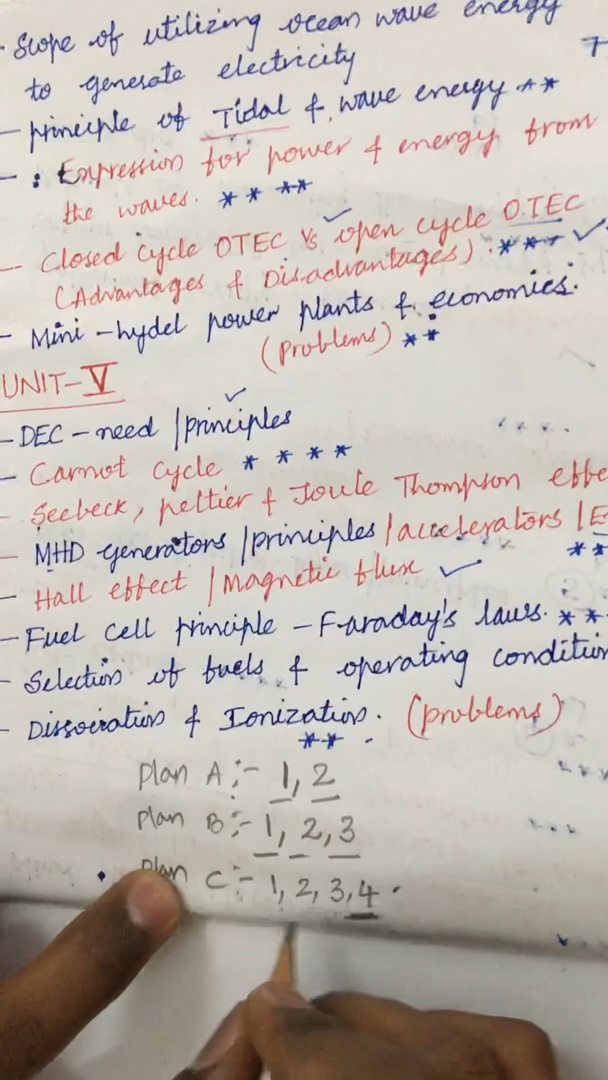 - Scope of utilizing ocean wave energy
to generate electricity
- principle of Tidal & wave energy **
- : Expression for power & energy from
the waves. ** **
- Closed cycle OTEC Vs open cycle OTEC
(Advantages & Disadvantages) : *** ✓
- Mini-hydel power plants & economics.
(Problems) **
UNIT-V
- DEC - need / principles
- Carnot cycle * * * *
- Seebeck, peltier & Joule Thompson
- MHD generators / principles / accelerators /
- Hall effect / Magnetic flux ✓
- Fuel cell principle - Faraday's laws. **
- Selection of fuels & operating
- Dissociation & Ionization. (problems)
**
plan A :- 1, 2
plan B :- 1, 2, 3
plan C :- 1, 2, 3, 4.